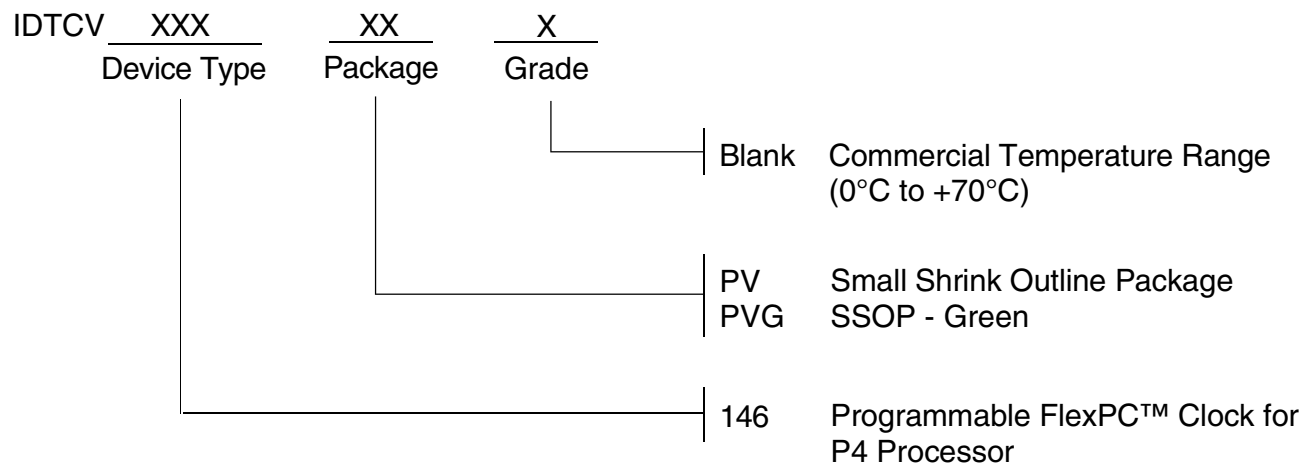 IDTCV XXX XX X
Device Type Package Grade
Blank Commercial Temperature Range
(0°C to +70°C)
PV Small Shrink Outline Package
PVG SSOP - Green
146 Programmable FlexPC™ Clock for
P4 Processor